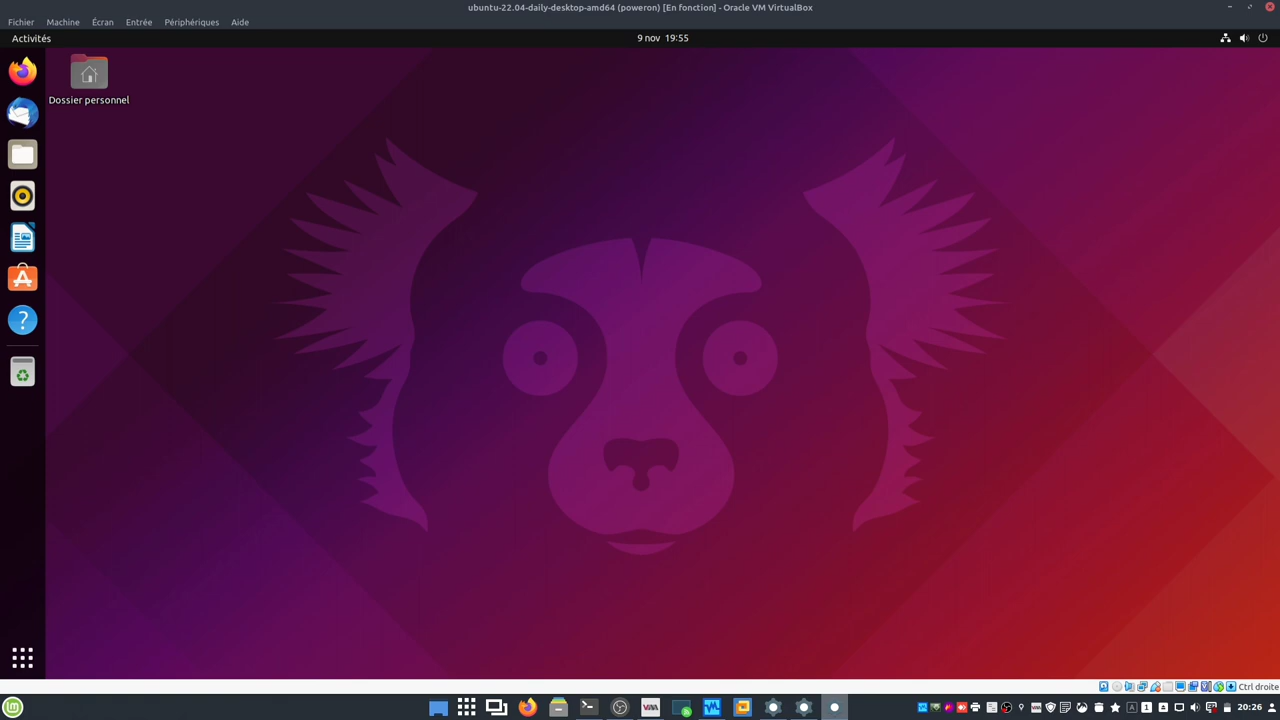 ubuntu-22.04-daily-desktop-amd64 (poweron) [En fonction] - Oracle VM VirtualBox
Fichier Machine Écran Entrée Périphériques Aide
Activités 9 nov 19:55
Dossier personnel
Ctrl droite
20:26